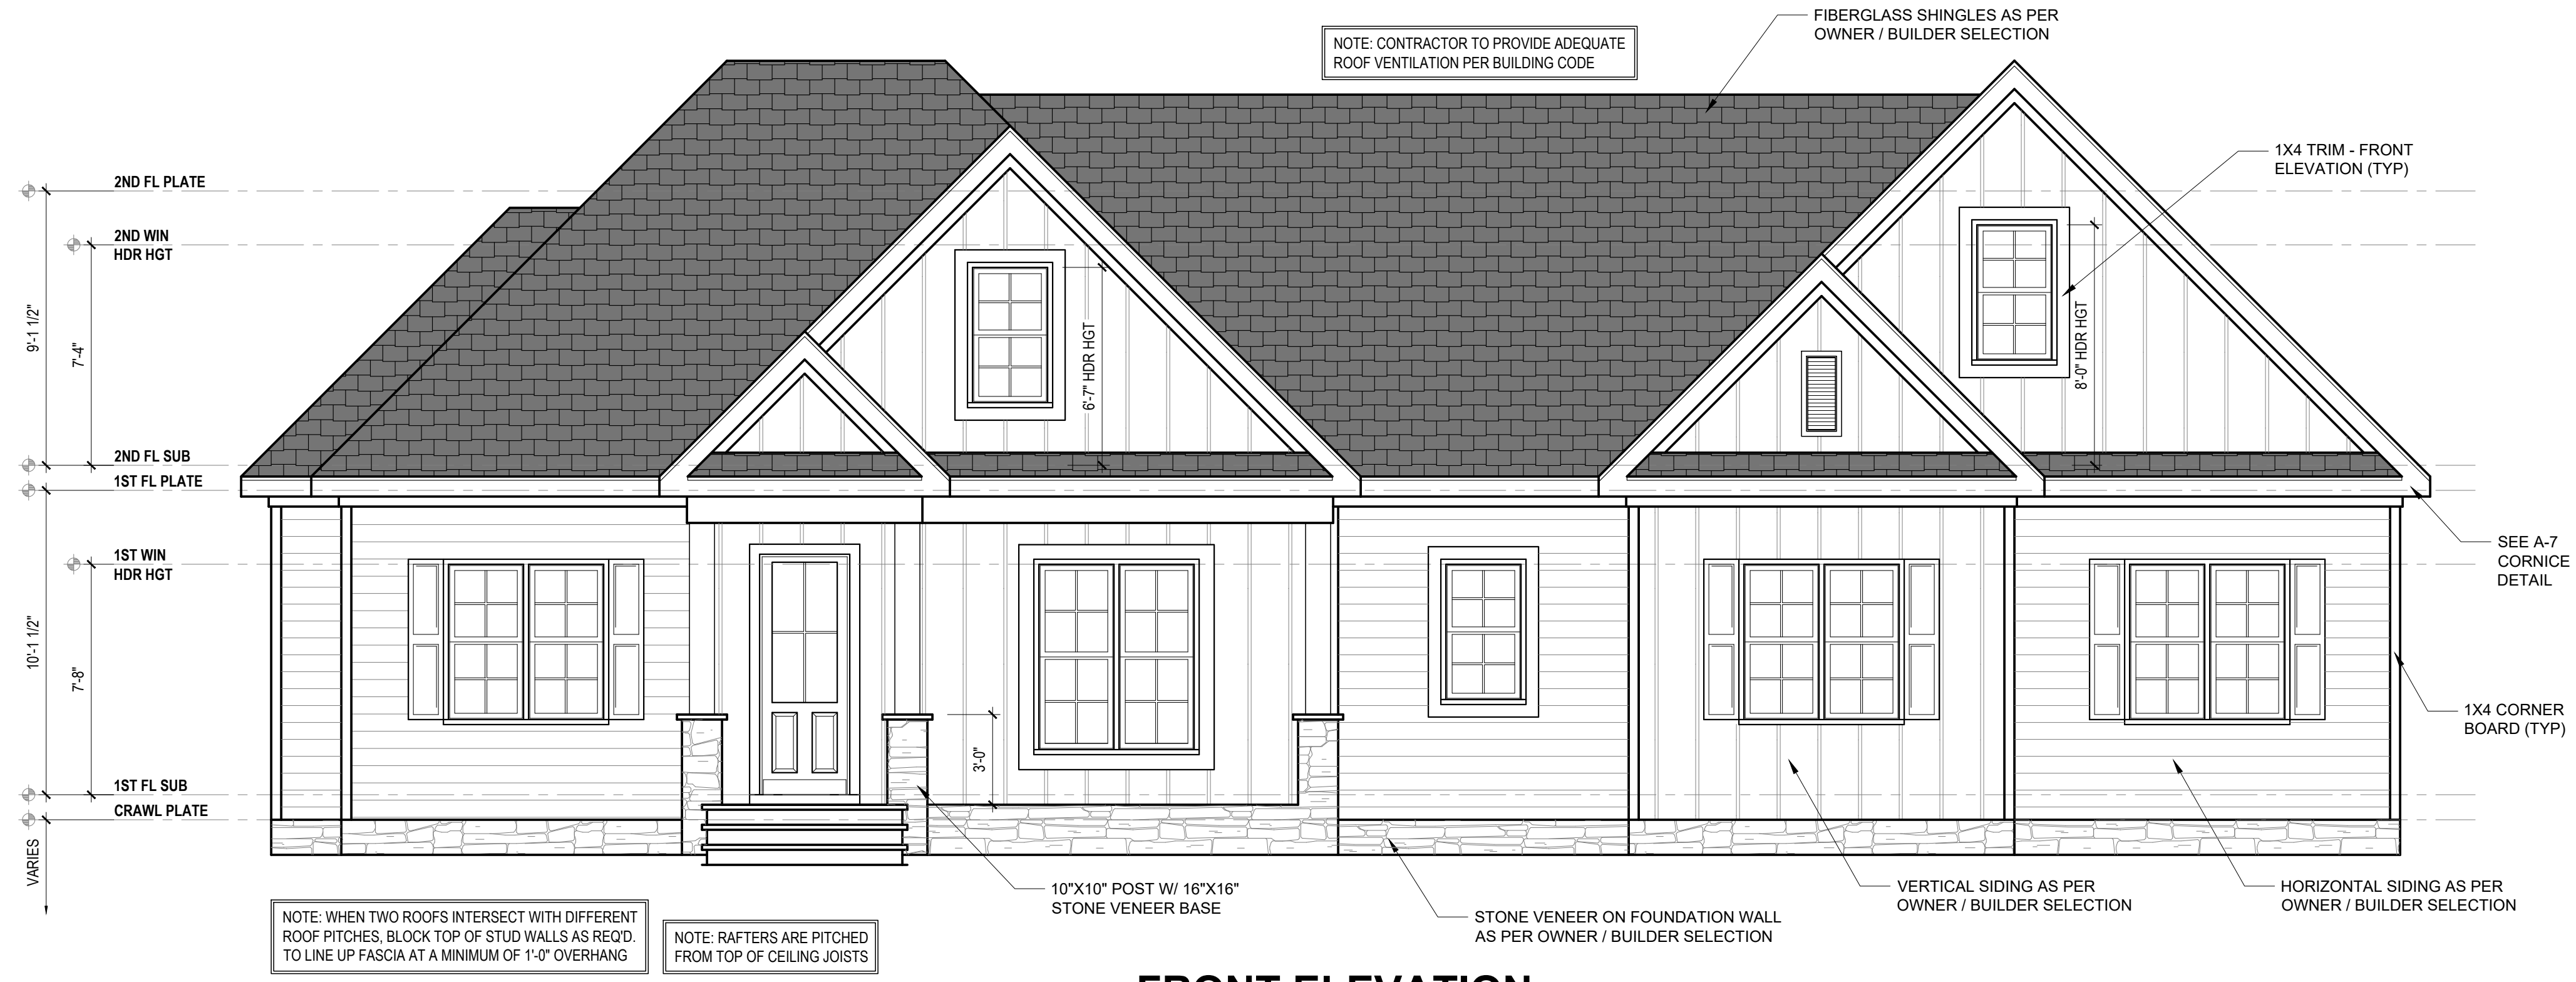 FIBERGLASS SHINGLES AS PER
OWNER / BUILDER SELECTION
NOTE: CONTRACTOR TO PROVIDE ADEQUATE
ROOF VENTILATION PER BUILDING CODE
1X4 TRIM - FRONT
ELEVATION (TYP)
2ND FL PLATE
2ND WIN
HDR HGT
9'-1 1/2"
7'-4"
6'-7" HDR HGT
8'-0" HDR HGT
2ND FL SUB
1ST FL PLATE
1ST WIN
HDR HGT
10'-1 1/2"
7'-8"
3'-0"
SEE A-7
CORNICE
DETAIL
1X4 CORNER
BOARD (TYP)
1ST FL SUB
CRAWL PLATE
VARIES
10"X10" POST W/ 16"X16"
STONE VENEER BASE
STONE VENEER ON FOUNDATION WALL
AS PER OWNER / BUILDER SELECTION
VERTICAL SIDING AS PER
OWNER / BUILDER SELECTION
HORIZONTAL SIDING AS PER
OWNER / BUILDER SELECTION
NOTE: WHEN TWO ROOFS INTERSECT WITH DIFFERENT
ROOF PITCHES, BLOCK TOP OF STUD WALLS AS REQ'D.
TO LINE UP FASCIA AT A MINIMUM OF 1'-0" OVERHANG
NOTE: RAFTERS ARE PITCHED
FROM TOP OF CEILING JOISTS
FRONT ELEVATION